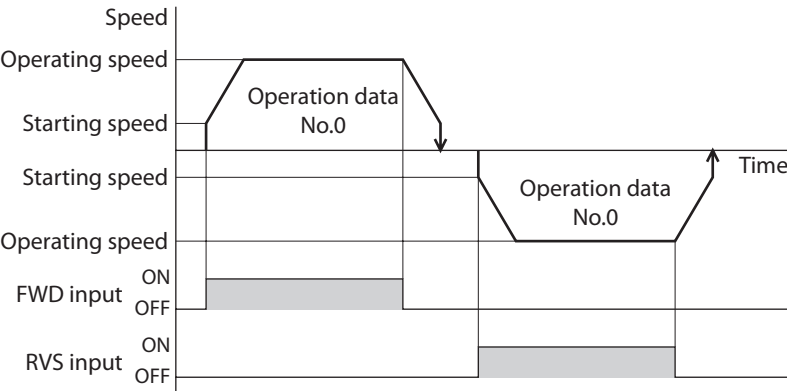 Speed
Operating speed
Operation data
No.0
Starting speed
Time
Starting speed
Operation data
No.0
Operating speed
ON
FWD input
OFF
ON
RVS input
OFF